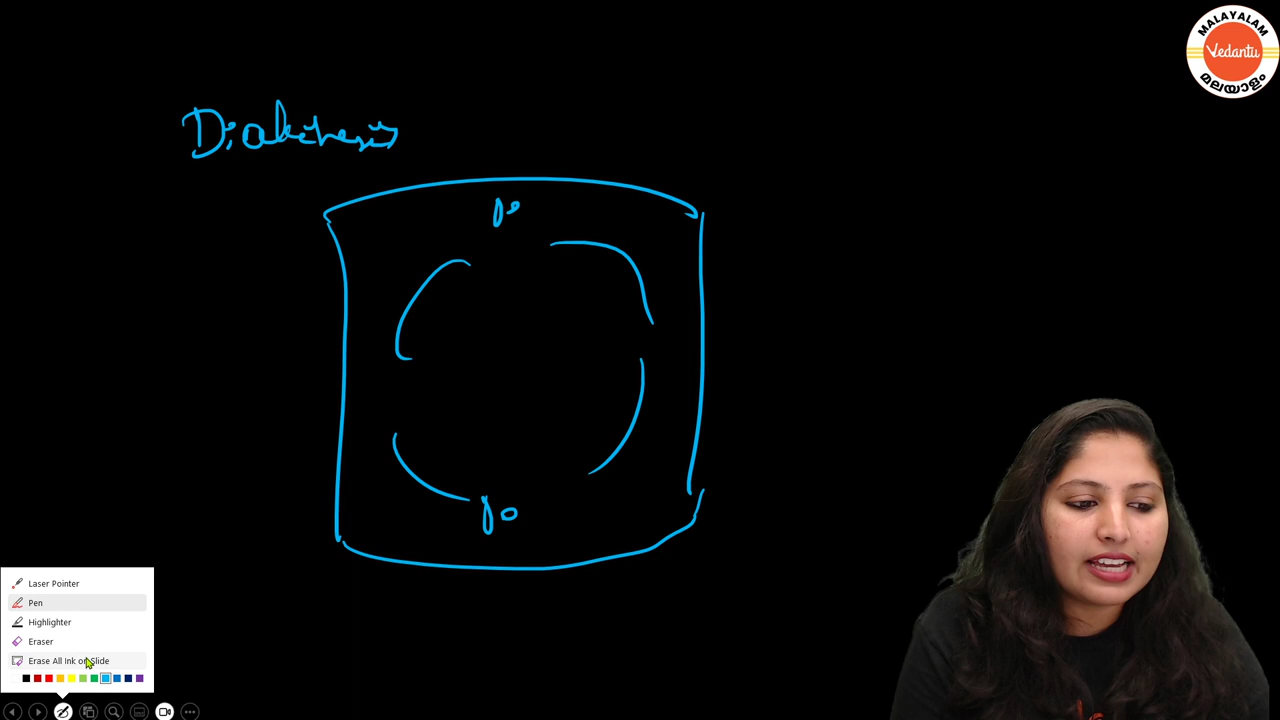 MALAYALAM
Vedantu
മലയാളം
Diakinesis
Laser Pointer
Pen
Highlighter
Eraser
Erase All Ink on Slide